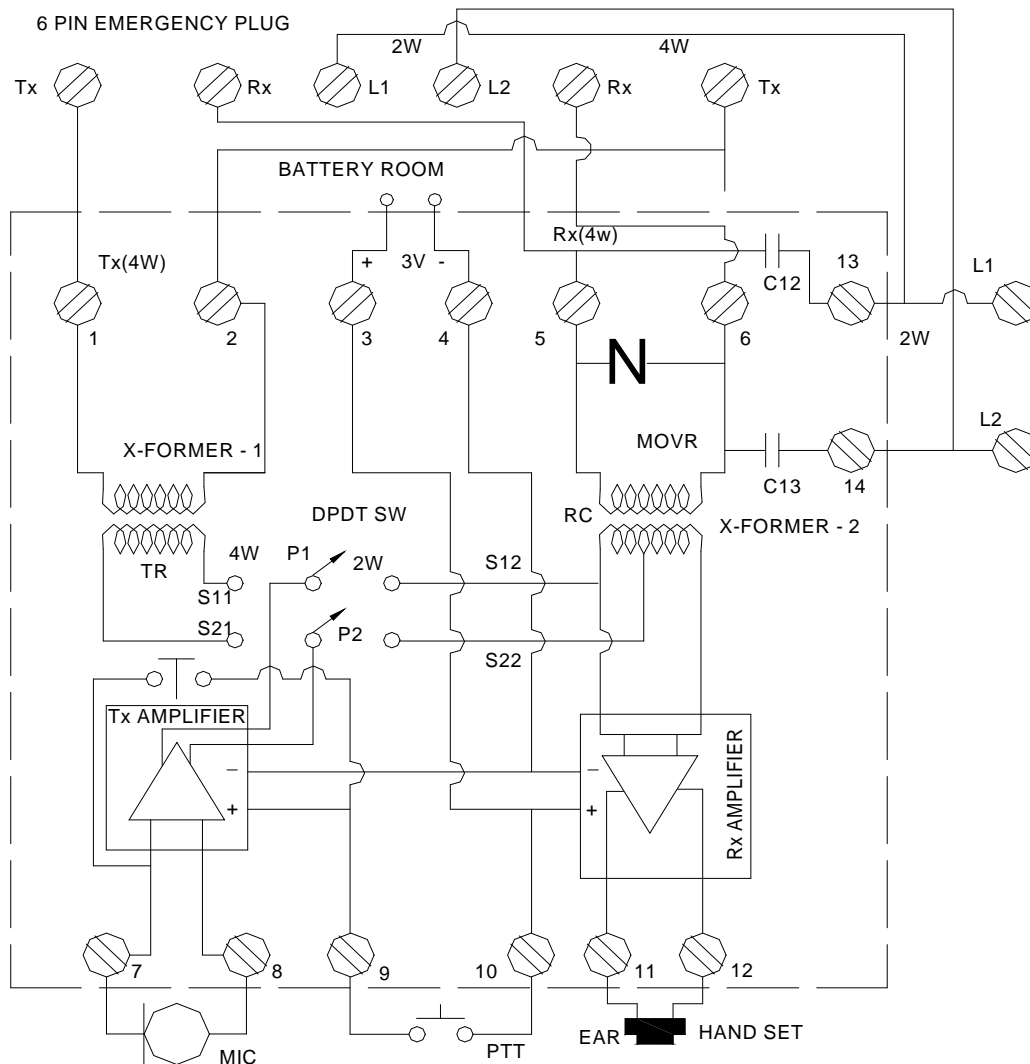 6 PIN EMERGENCY PLUG
2W
4W
Tx
Rx
L1
L2
Rx
Tx
BATTERY ROOM
Rx(4w)
+ 3V -
Tx(4W)
C12
13
L1
1
2
3
4
5
6
2W
N
X-FORMER - 1
MOVR
L2
C13
14
RC
X-FORMER - 2
DPDT SW
TR
4W
P1
2W
S12
S11
S21
P2
S22
Tx AMPLIFIER
−
+
−
+
Rx AMPLIFIER
7
8
9
10
11
12
MIC
PTT
EAR
HAND SET